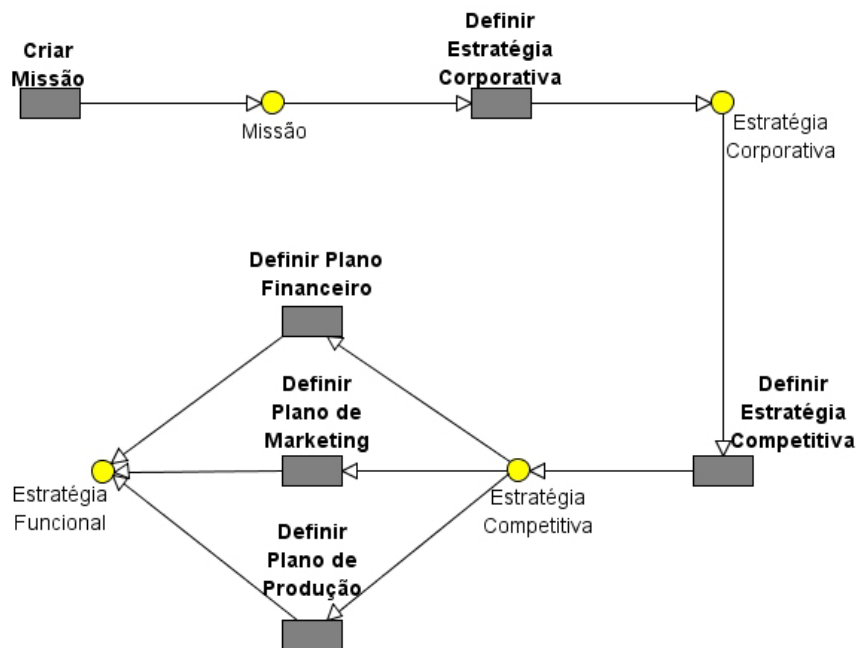 Criar
Missão
Missão
Definir
Estratégia
Corporativa
Estratégia
Corporativa
Definir
Estratégia
Competitiva
Estratégia
Competitiva
Definir Plano
Financeiro
Definir
Plano de
Marketing
Definir
Plano de
Produção
Estratégia
Funcional